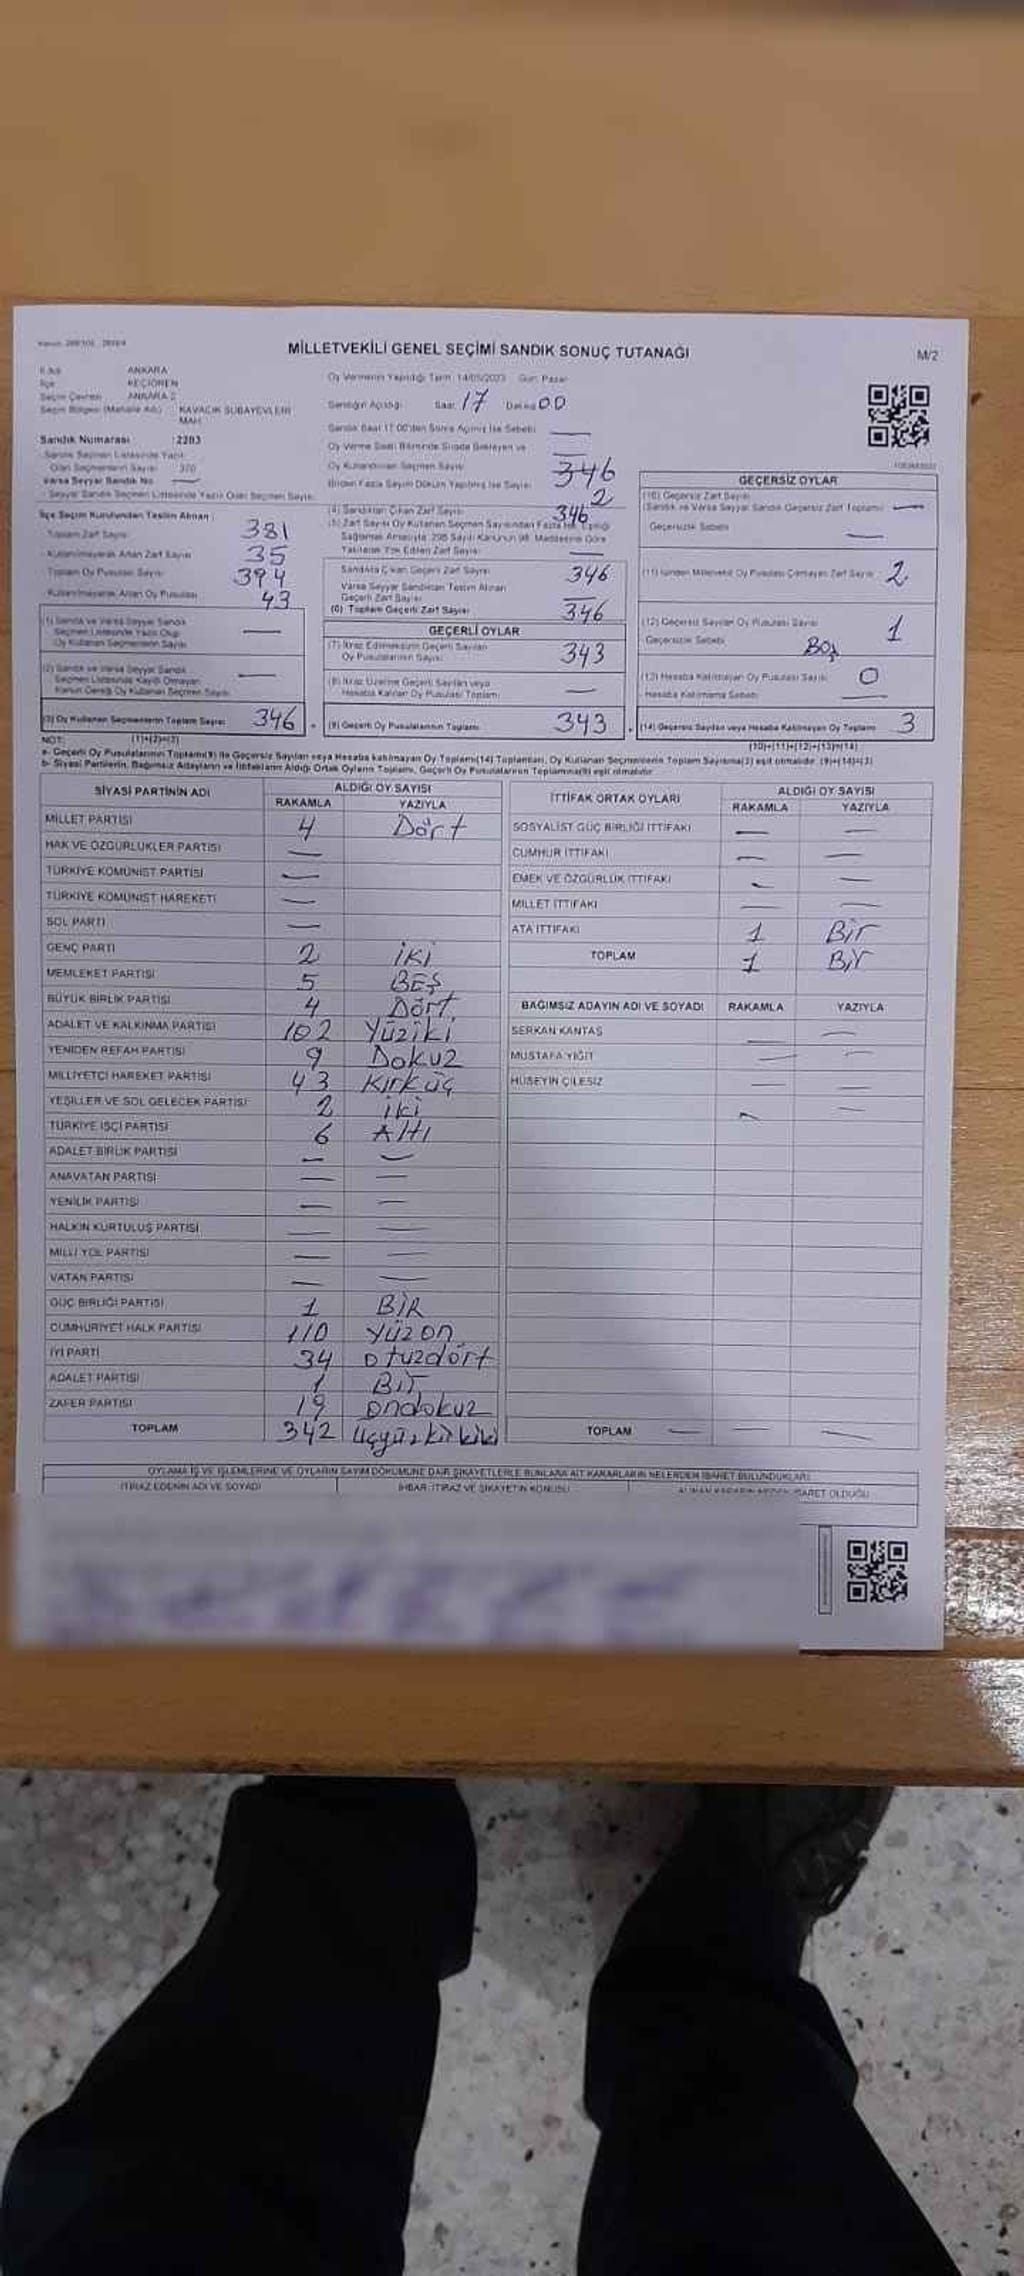 MİLLETVEKİLİ GENEL SEÇİMİ SANDIK SONUÇ TUTANAĞI
M/2
İli ANKARA
İlçe KEÇİÖREN
Seçim Çevresi ANKARA 2
Seçim Bölgesi (Mahalle Adı) KAVACIK SUBAYEVLERİ MAH.
Sandık Numarası : 2203
Sandık Seçmen Listesinde Yazılı
Olan Seçmenlerin Sayısı 370
Varsa Seyyar Sandık No —
- Seyyar Sandık Seçmen Listesinde Yazılı Olan Seçmen Sayısı:
Oy Vermenin Yapıldığı Tarih: 14/05/2023 Gün: Pazar
Sandığın Açıldığı Saat 17 Dakika 00
Sandık Saat 17:00'den Sonra Açılmış İse Sebebi: —
Oy Verme Saati Bitiminde Sırada Bekleyen ve
Oy Kullandırılan Seçmen Sayısı —
346
Birden Fazla Sayım Döküm Yapılmış İse Sayısı: 2
İlçe Seçim Kurulundan Teslim Alınan :
Toplam Zarf Sayısı: 381
- Kullanılmayarak Artan Zarf Sayısı 35
- Toplam Oy Pusulası Sayısı: 394
- Kullanılmayarak Artan Oy Pusulası: 43
(1) Sandık ve Varsa Seyyar Sandık
Seçmen Listesinde Yazılı Olup
Oy Kullanan Seçmenlerin Sayısı —
(2) Sandık ve Varsa Seyyar Sandık
Seçmen Listesinde Kayıtlı Olmayan
Kanun Gereği Oy Kullanan Seçmen Sayısı —
(3) Oy Kullanan Seçmenlerin Toplam Sayısı: 346
(1)+(2)=(3)
(4) Sandıktan Çıkan Zarf Sayısı 346
(5) Zarf Sayısı Oy Kullanan Seçmen Sayısından Fazla İse, Eşitliği
Sağlamak Amacıyla, 298 Sayılı Kanunun 98. Maddesine Göre
Yakılarak Yok Edilen Zarf Sayısı —
Sandıkta Çıkan Geçerli Zarf Sayısı 346
Varsa Seyyar Sandıktan Teslim Alınan
Geçerli Zarf Sayısı —
(6) Toplam Geçerli Zarf Sayısı 346
GEÇERLİ OYLAR
(7) İtiraz Edilmeksizin Geçerli Sayılan
Oy Pusulalarının Sayısı 343
(8) İtiraz Üzerine Geçerli Sayılan veya
Hesaba Katılan Oy Pusulası Toplamı —
(9) Geçerli Oy Pusulalarının Toplamı 343
GEÇERSİZ OYLAR
(10) Geçersiz Zarf Sayısı
(Sandık ve Varsa Seyyar Sandık Geçersiz Zarf Toplamı) —
Geçersizlik Sebebi —
(11) İçinden Milletvekili Oy Pusulası Çıkmayan Zarf Sayısı 2
(12) Geçersiz Sayılan Oy Pusulası Sayısı 1
Geçersizlik Sebebi Boş
(13) Hesaba Katılmayan Oy Pusulası Sayısı 0
Hesaba Katılmama Sebebi —
(14) Geçersiz Sayılan veya Hesaba Katılmayan Oy Toplamı 3
(10)+(11)+(12)+(13)=(14)
NOT:
a- Geçerli Oy Pusulalarının Toplamı(9) ile Geçersiz Sayılan veya Hesaba katılmayan Oy Toplamı(14) Toplamları, Oy Kullanan Seçmenlerin Toplam Sayısına(3) eşit olmalıdır. (9)+(14)=(3)
b- Siyasi Partilerin, Bağımsız Adayların ve İttifakların Aldığı Ortak Oyların Toplamı, Geçerli Oy Pusulalarının Toplamına(9) eşit olmalıdır.
SİYASİ PARTİNİN ADI ALDIĞI OY SAYISI
RAKAMLA YAZIYLA
MİLLET PARTİSİ 4 Dört
HAK VE ÖZGÜRLÜKLER PARTİSİ —
TÜRKİYE KOMÜNİST PARTİSİ —
TÜRKİYE KOMÜNİST HAREKETİ —
SOL PARTİ —
GENÇ PARTİ 2 İKİ
MEMLEKET PARTİSİ 5 BEŞ
BÜYÜK BİRLİK PARTİSİ 4 Dört
ADALET VE KALKINMA PARTİSİ 102 Yüziki
YENİDEN REFAH PARTİSİ 9 Dokuz
MİLLİYETÇİ HAREKET PARTİSİ 43 Kırküç
YEŞİLLER VE SOL GELECEK PARTİSİ 2 iki
TÜRKİYE İŞÇİ PARTİSİ 6 Altı
ADALET BİRLİK PARTİSİ — —
ANAVATAN PARTİSİ — —
YENİLİK PARTİSİ — —
HALKIN KURTULUŞ PARTİSİ — —
MİLLİ YOL PARTİSİ — —
VATAN PARTİSİ — —
GÜÇ BİRLİĞİ PARTİSİ 1 BİR
CUMHURİYET HALK PARTİSİ 110 Yüzon
İYİ PARTİ 34 otuzdört
ADALET PARTİSİ 1 Bir
ZAFER PARTİSİ 19 ondokuz
TOPLAM 342 Üçyüzkırkiki
İTTİFAK ORTAK OYLARI ALDIĞI OY SAYISI
RAKAMLA YAZIYLA
SOSYALİST GÜÇ BİRLİĞİ İTTİFAKI — —
CUMHUR İTTİFAKI — —
EMEK VE ÖZGÜRLÜK İTTİFAKI — —
MİLLET İTTİFAKI — —
ATA İTTİFAKI 1 Bir
TOPLAM 1 Bir
BAĞIMSIZ ADAYIN ADI VE SOYADI RAKAMLA YAZIYLA
SERKAN KANTAŞ — —
MUSTAFA YİĞİT — —
HÜSEYİN ÇİLESİZ — —
TOPLAM — — —
OYLAMA İŞ VE İŞLEMLERİNE VE OYLARIN SAYIM DÖKÜMÜNE DAİR ŞİKAYETLERLE BUNLARA AİT KARARLARIN NELERDEN İBARET BULUNDUKLARI
İTİRAZ EDENİN ADI VE SOYADI
İHBAR, İTİRAZ VE ŞİKAYETİN KONUSU
ALINAN KARARIN NEDEN İBARET OLDUĞU